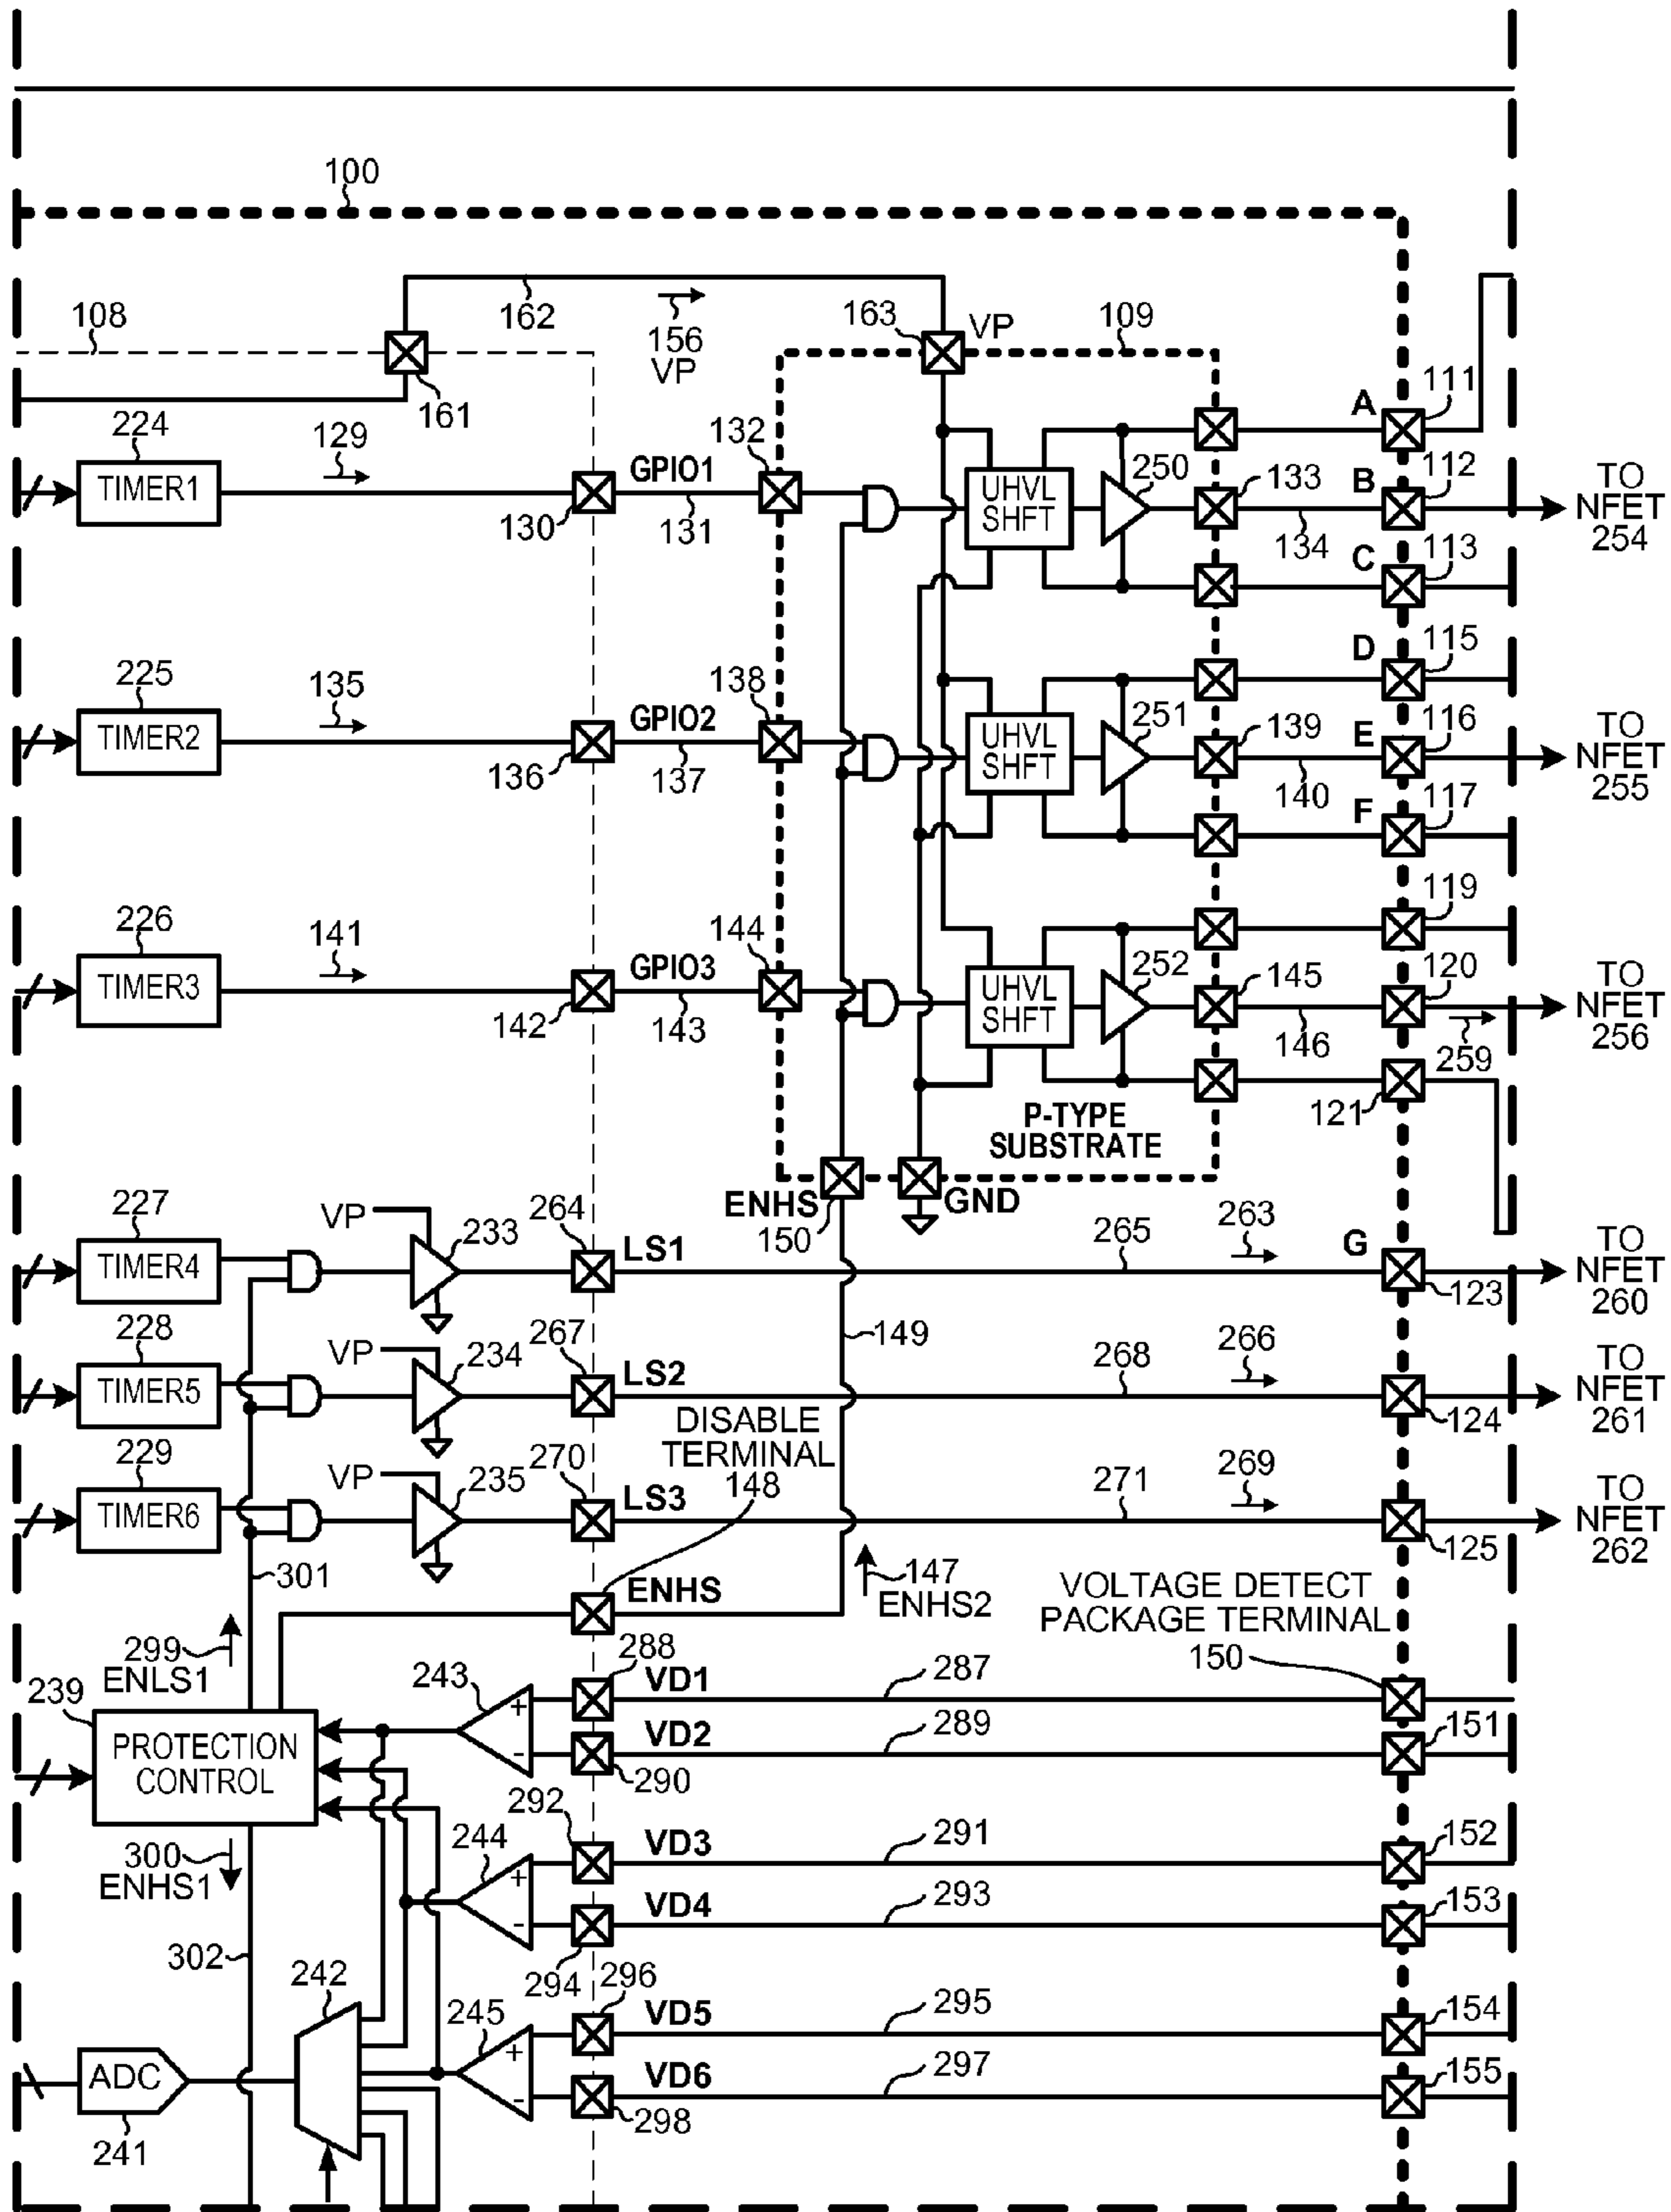 100
108
162
156
VP
163
VP
109
161
A
111
224
129
132
GPIO1
250
133
B
112
TO
NFET
254
TIMER1
UHVL
SHFT
130
131
134
C
113
D
115
225
135
138
GPIO2
251
139
E
116
TO
NFET
255
TIMER2
UHVL
SHFT
136
137
140
F
117
119
226
141
144
GPIO3
252
145
120
TO
NFET
256
TIMER3
UHVL
SHFT
142
143
146
259
121
P-TYPE
SUBSTRATE
ENHS
150
GND
227
VP
233
264
LS1
265
263
G
TO
NFET
260
TIMER4
123
228
VP
234
267
LS2
149
268
266
TO
NFET
261
TIMER5
124
DISABLE
TERMINAL
148
229
VP
235
270
LS3
271
269
TO
NFET
262
TIMER6
125
301
ENHS
147
ENHS2
VOLTAGE DETECT
PACKAGE TERMINAL
150
299
ENLS1
239
243
288
VD1
287
PROTECTION
CONTROL
VD2
289
151
290
292
300
ENHS1
244
VD3
291
152
VD4
293
153
302
294
242
296
245
VD5
295
154
ADC
VD6
297
155
241
298
+
-
+
-
+
-